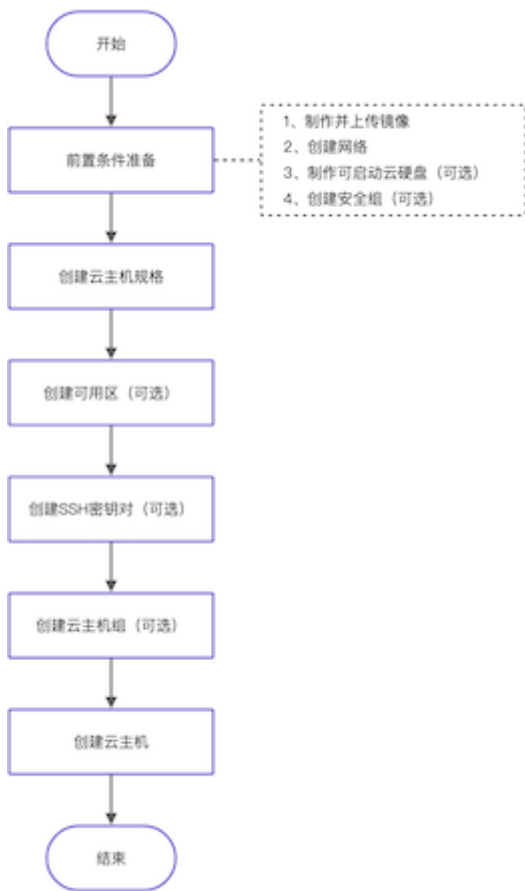 开始
前置条件准备
1、制作并上传镜像
2、创建网络
3、制作可启动云硬盘（可选）
4、创建安全组（可选）
创建云主机规格
创建可用区（可选）
创建SSH密钥对（可选）
创建云主机组（可选）
创建云主机
结束